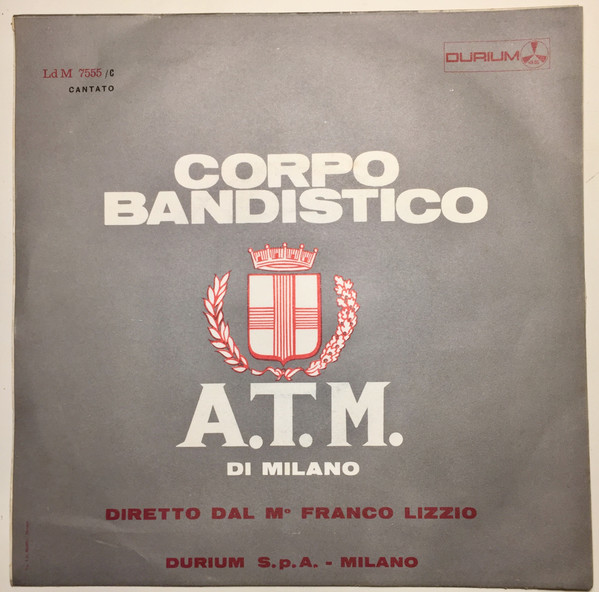 Ld M 7555 /C
CANTATO
DURIUM
CORPO
BANDISTICO
A.T.M.
DI MILANO
DIRETTO DAL M° FRANCO LIZZIO
DURIUM S.p.A. - MILANO